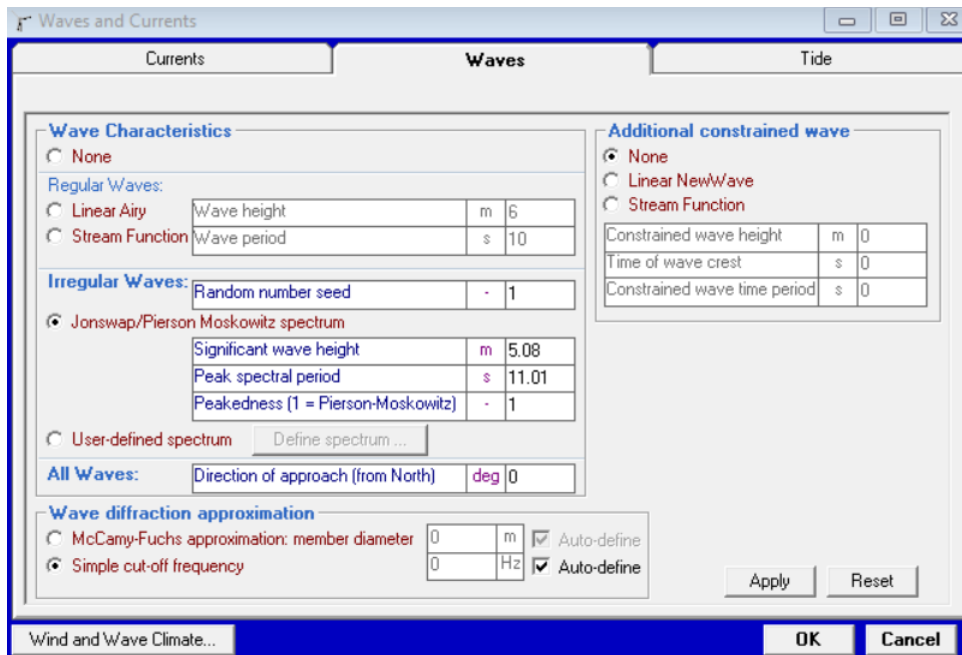 Waves and Currents
Currents Waves Tide
Wave Characteristics
None
Regular Waves:
Linear Airy Wave height m 6
Stream Function Wave period s 10
Irregular Waves: Random number seed - 1
Jonswap/Pierson Moskowitz spectrum
Significant wave height m 5.08
Peak spectral period s 11.01
Peakedness (1 = Pierson-Moskowitz) - 1
User-defined spectrum Define spectrum ...
All Waves: Direction of approach (from North) deg 0
Additional constrained wave
None
Linear NewWave
Stream Function
Constrained wave height m 0
Time of wave crest s 0
Constrained wave time period s 0
Wave diffraction approximation
McCamy-Fuchs approximation: member diameter 0 m Auto-define
Simple cut-off frequency 0 Hz Auto-define
Apply Reset
Wind and Wave Climate... OK Cancel